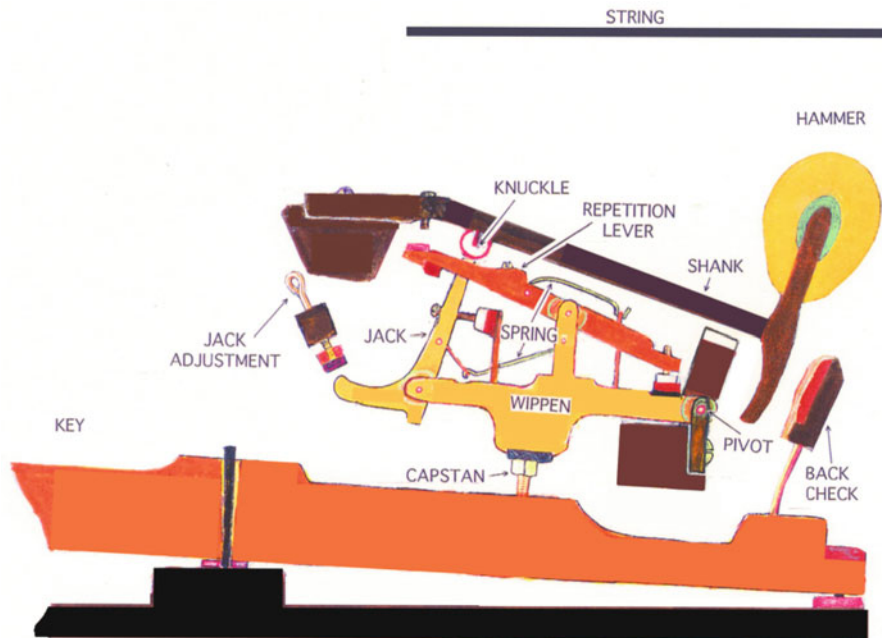 STRING
HAMMER
KNUCKLE
REPETITION
LEVER
SHANK
JACK
ADJUSTMENT
JACK
SPRING
WIPPEN
KEY
PIVOT
CAPSTAN
BACK
CHECK